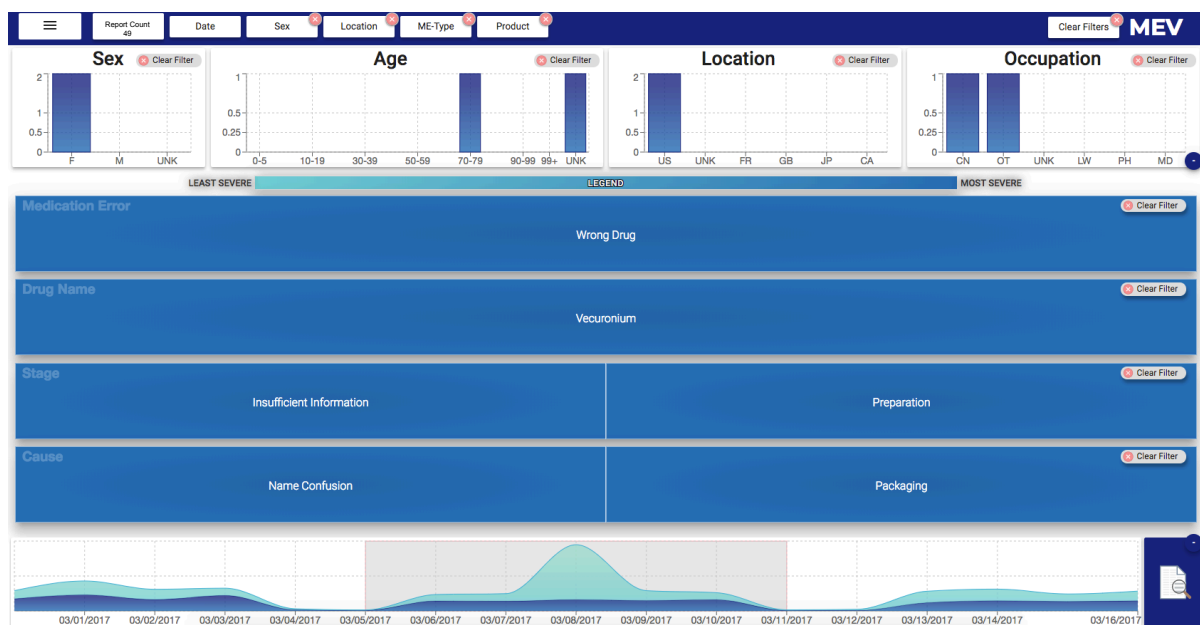 Report Count
49
Date
Sex
Location
ME-Type
Product
Clear Filters
MEV
Sex
Clear Filter
2
1
0.5
0
F M UNK
Age
Clear Filter
1
0.5
0.25
0
0-5 10-19 30-39 50-59 70-79 90-99 99+ UNK
Location
Clear Filter
2
1
0.5
0
US UNK FR GB JP CA
Occupation
Clear Filter
1
0.5
0.25
0
CN OT UNK LW PH MD
LEAST SEVERE LEGEND MOST SEVERE
Medication Error
Clear Filter
Wrong Drug
Drug Name
Clear Filter
Vecuronium
Stage
Clear Filter
Insufficient Information Preparation
Cause
Clear Filter
Name Confusion Packaging
03/01/2017 03/02/2017 03/03/2017 03/04/2017 03/05/2017 03/06/2017 03/07/2017 03/08/2017 03/09/2017 03/10/2017 03/11/2017 03/12/2017 03/13/2017 03/14/2017 03/16/2017